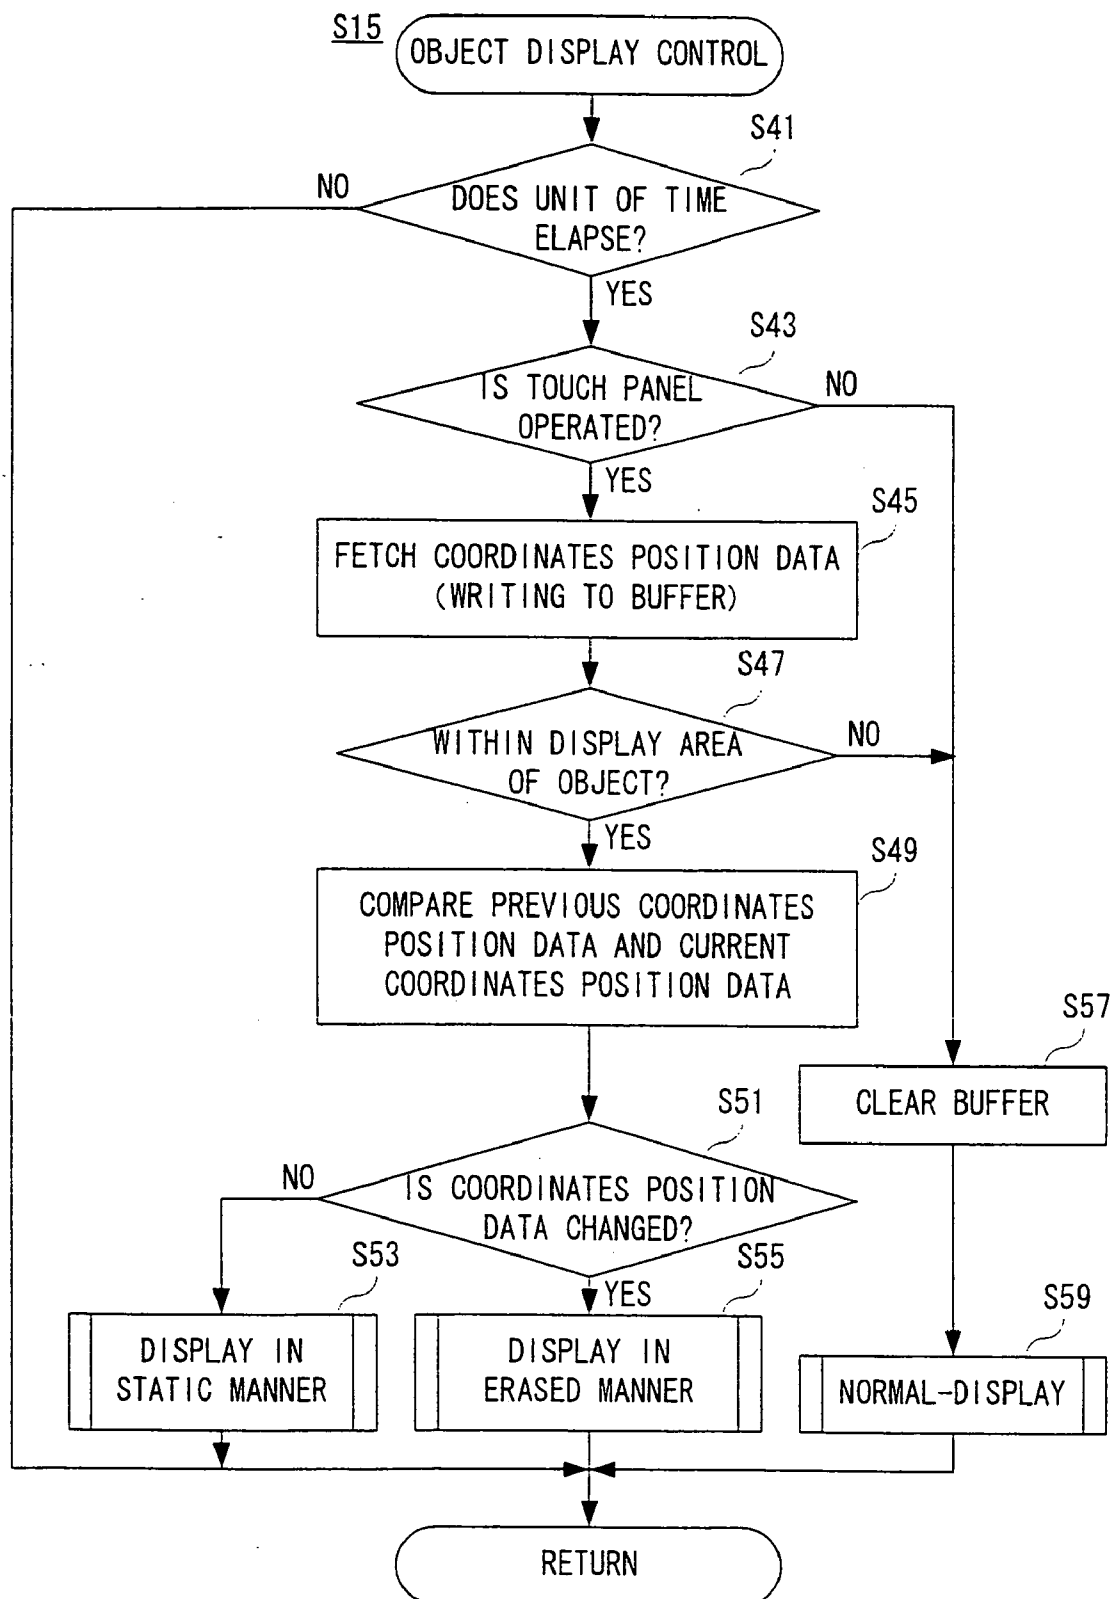 S15
OBJECT DISPLAY CONTROL
S41
NO
DOES UNIT OF TIME
ELAPSE?
YES
S43
IS TOUCH PANEL
OPERATED?
NO
YES
S45
FETCH COORDINATES POSITION DATA
(WRITING TO BUFFER)
S47
WITHIN DISPLAY AREA
OF OBJECT?
NO
YES
S49
COMPARE PREVIOUS COORDINATES
POSITION DATA AND CURRENT
COORDINATES POSITION DATA
S57
CLEAR BUFFER
S51
NO
IS COORDINATES POSITION
DATA CHANGED?
YES
S53
DISPLAY IN
STATIC MANNER
S55
DISPLAY IN
ERASED MANNER
S59
NORMAL-DISPLAY
RETURN